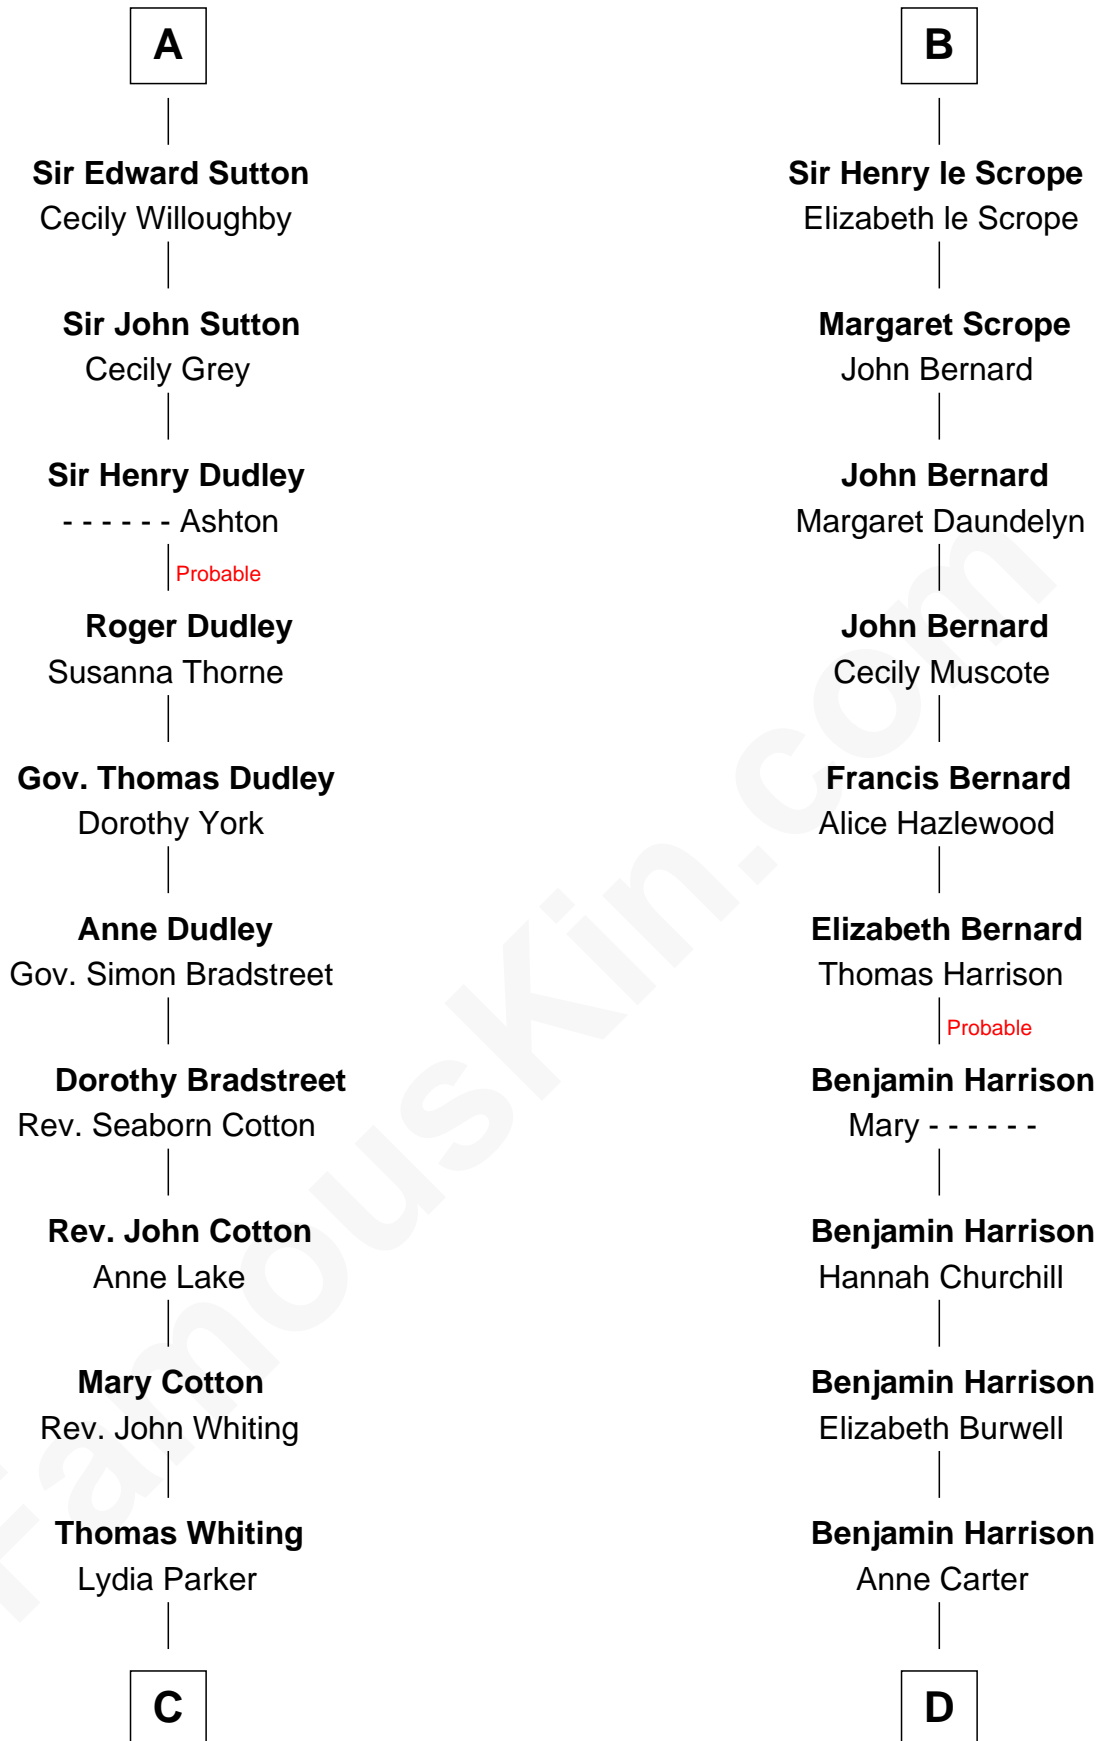 A
Sir Edward Sutton
Cecily Willoughby
Sir John Sutton
Cecily Grey
Sir Henry Dudley
- - - - - - Ashton
Probable
Roger Dudley
Susanna Thorne
Gov. Thomas Dudley
Dorothy York
Anne Dudley
Gov. Simon Bradstreet
Dorothy Bradstreet
Rev. Seaborn Cotton
Rev. John Cotton
Anne Lake
Mary Cotton
Rev. John Whiting
Thomas Whiting
Lydia Parker
C
B
Sir Henry le Scrope
Elizabeth le Scrope
Margaret Scrope
John Bernard
John Bernard
Margaret Daundelyn
John Bernard
Cecily Muscote
Francis Bernard
Alice Hazlewood
Elizabeth Bernard
Thomas Harrison
Probable
Benjamin Harrison
Mary - - - - - -
Benjamin Harrison
Hannah Churchill
Benjamin Harrison
Elizabeth Burwell
Benjamin Harrison
Anne Carter
D
FamousKin.com